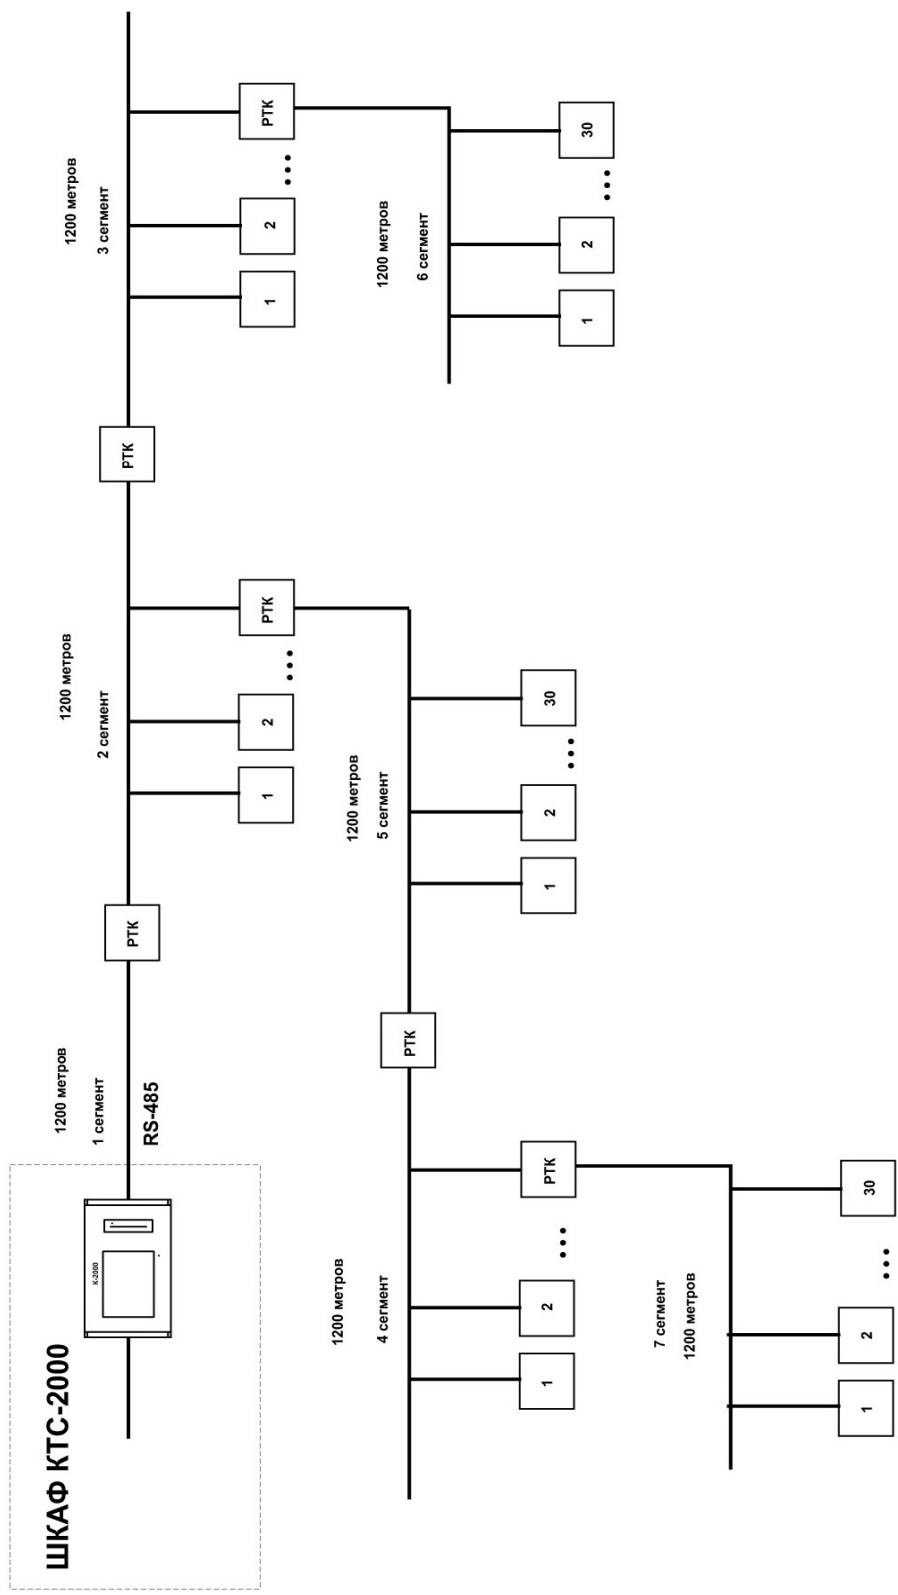 ШКАФ КТС-2000
К-2000
1200 метров
1 сегмент
RS-485
РТК
1200 метров
2 сегмент
1
2
...
РТК
РТК
1200 метров
3 сегмент
1
2
...
РТК
1200 метров
4 сегмент
1
2
...
РТК
РТК
1200 метров
5 сегмент
1
2
...
30
1200 метров
6 сегмент
1
2
...
30
7 сегмент
1200 метров
1
2
...
30